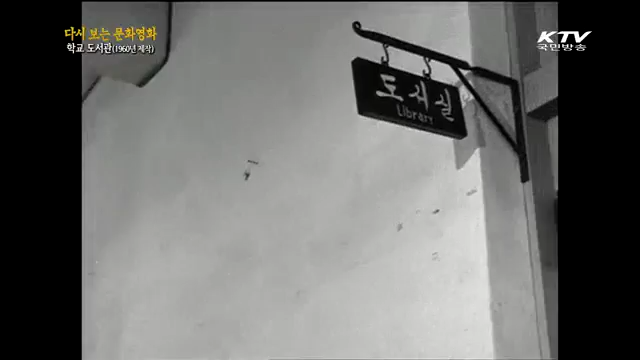 다시 보는 문화영화
학교 도서관(1960년 제작)
KTV
국민방송
도서실
Library